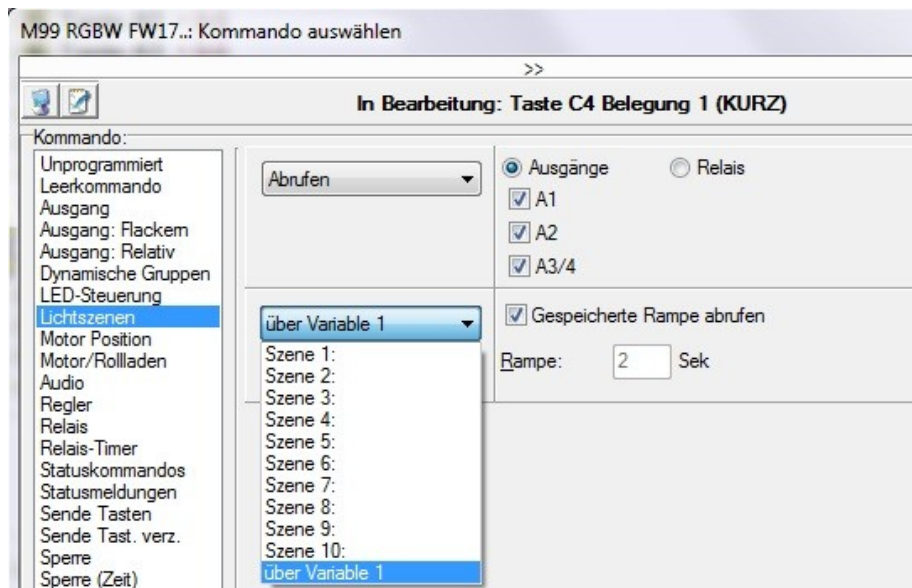 M99 RGBW FW17..: Kommando auswählen
>>
In Bearbeitung: Taste C4 Belegung 1 (KURZ)
Kommando:
Unprogrammiert
Leerkommando
Ausgang
Ausgang: Flackern
Ausgang: Relativ
Dynamische Gruppen
LED-Steuerung
Lichtszenen
Motor Position
Motor/Rollladen
Audio
Regler
Relais
Relais-Timer
Statuskommandos
Statusmeldungen
Sende Tasten
Sende Tast. verz.
Sperre
Sperre (Zeit)
Abrufen
Ausgänge
Relais
A1
A2
A3/4
über Variable 1
Szene 1:
Szene 2:
Szene 3:
Szene 4:
Szene 5:
Szene 6:
Szene 7:
Szene 8:
Szene 9:
Szene 10:
über Variable 1
Gespeicherte Rampe abrufen
Rampe: 2 Sek